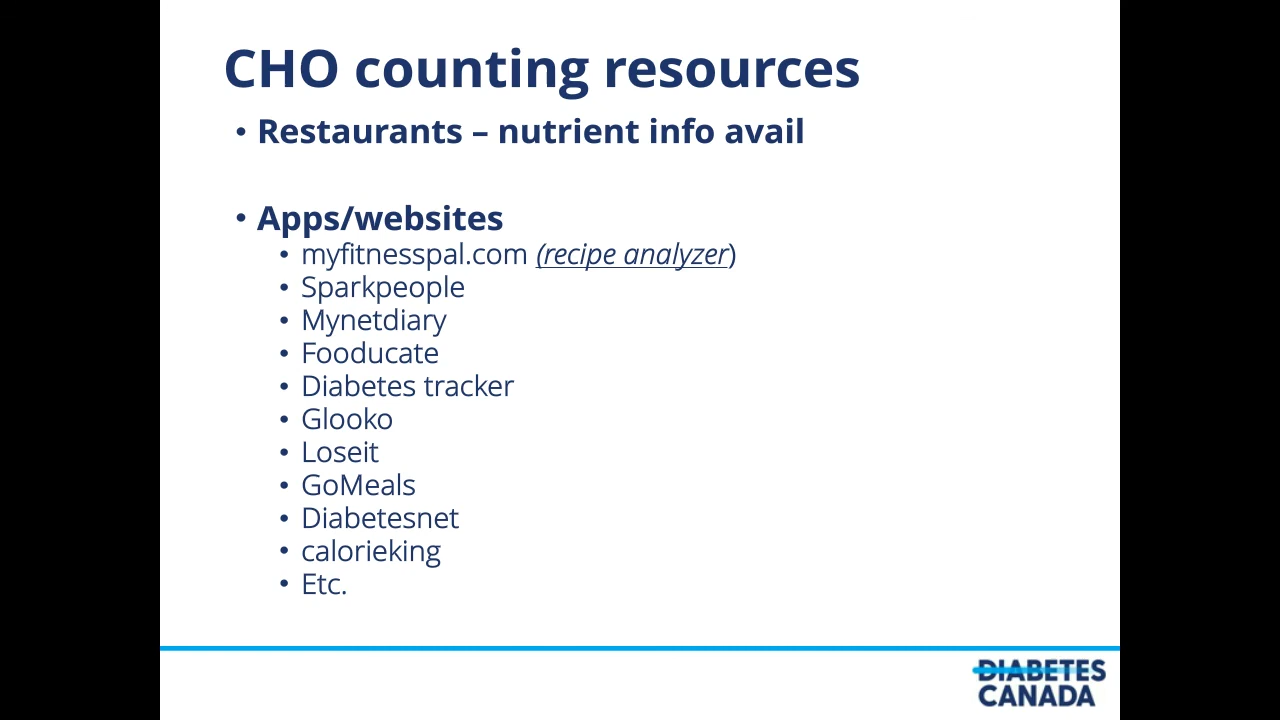 CHO counting resources
• Restaurants – nutrient info avail
• Apps/websites
• myfitnesspal.com (recipe analyzer)
• Sparkpeople
• Mynetdiary
• Fooducate
• Diabetes tracker
• Glooko
• Loseit
• GoMeals
• Diabetesnet
• calorieking
• Etc.
DIABETES
CANADA